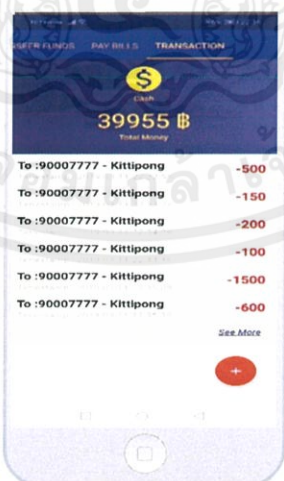 SFER FUNDS PAY BILLS TRANSACTION
$
Cash
39955 ฿
Total Money
To :90007777 - Kittipong -500
To :90007777 - Kittipong -150
To :90007777 - Kittipong -200
To :90007777 - Kittipong -100
To :90007777 - Kittipong -1500
To :90007777 - Kittipong -600
See More
+